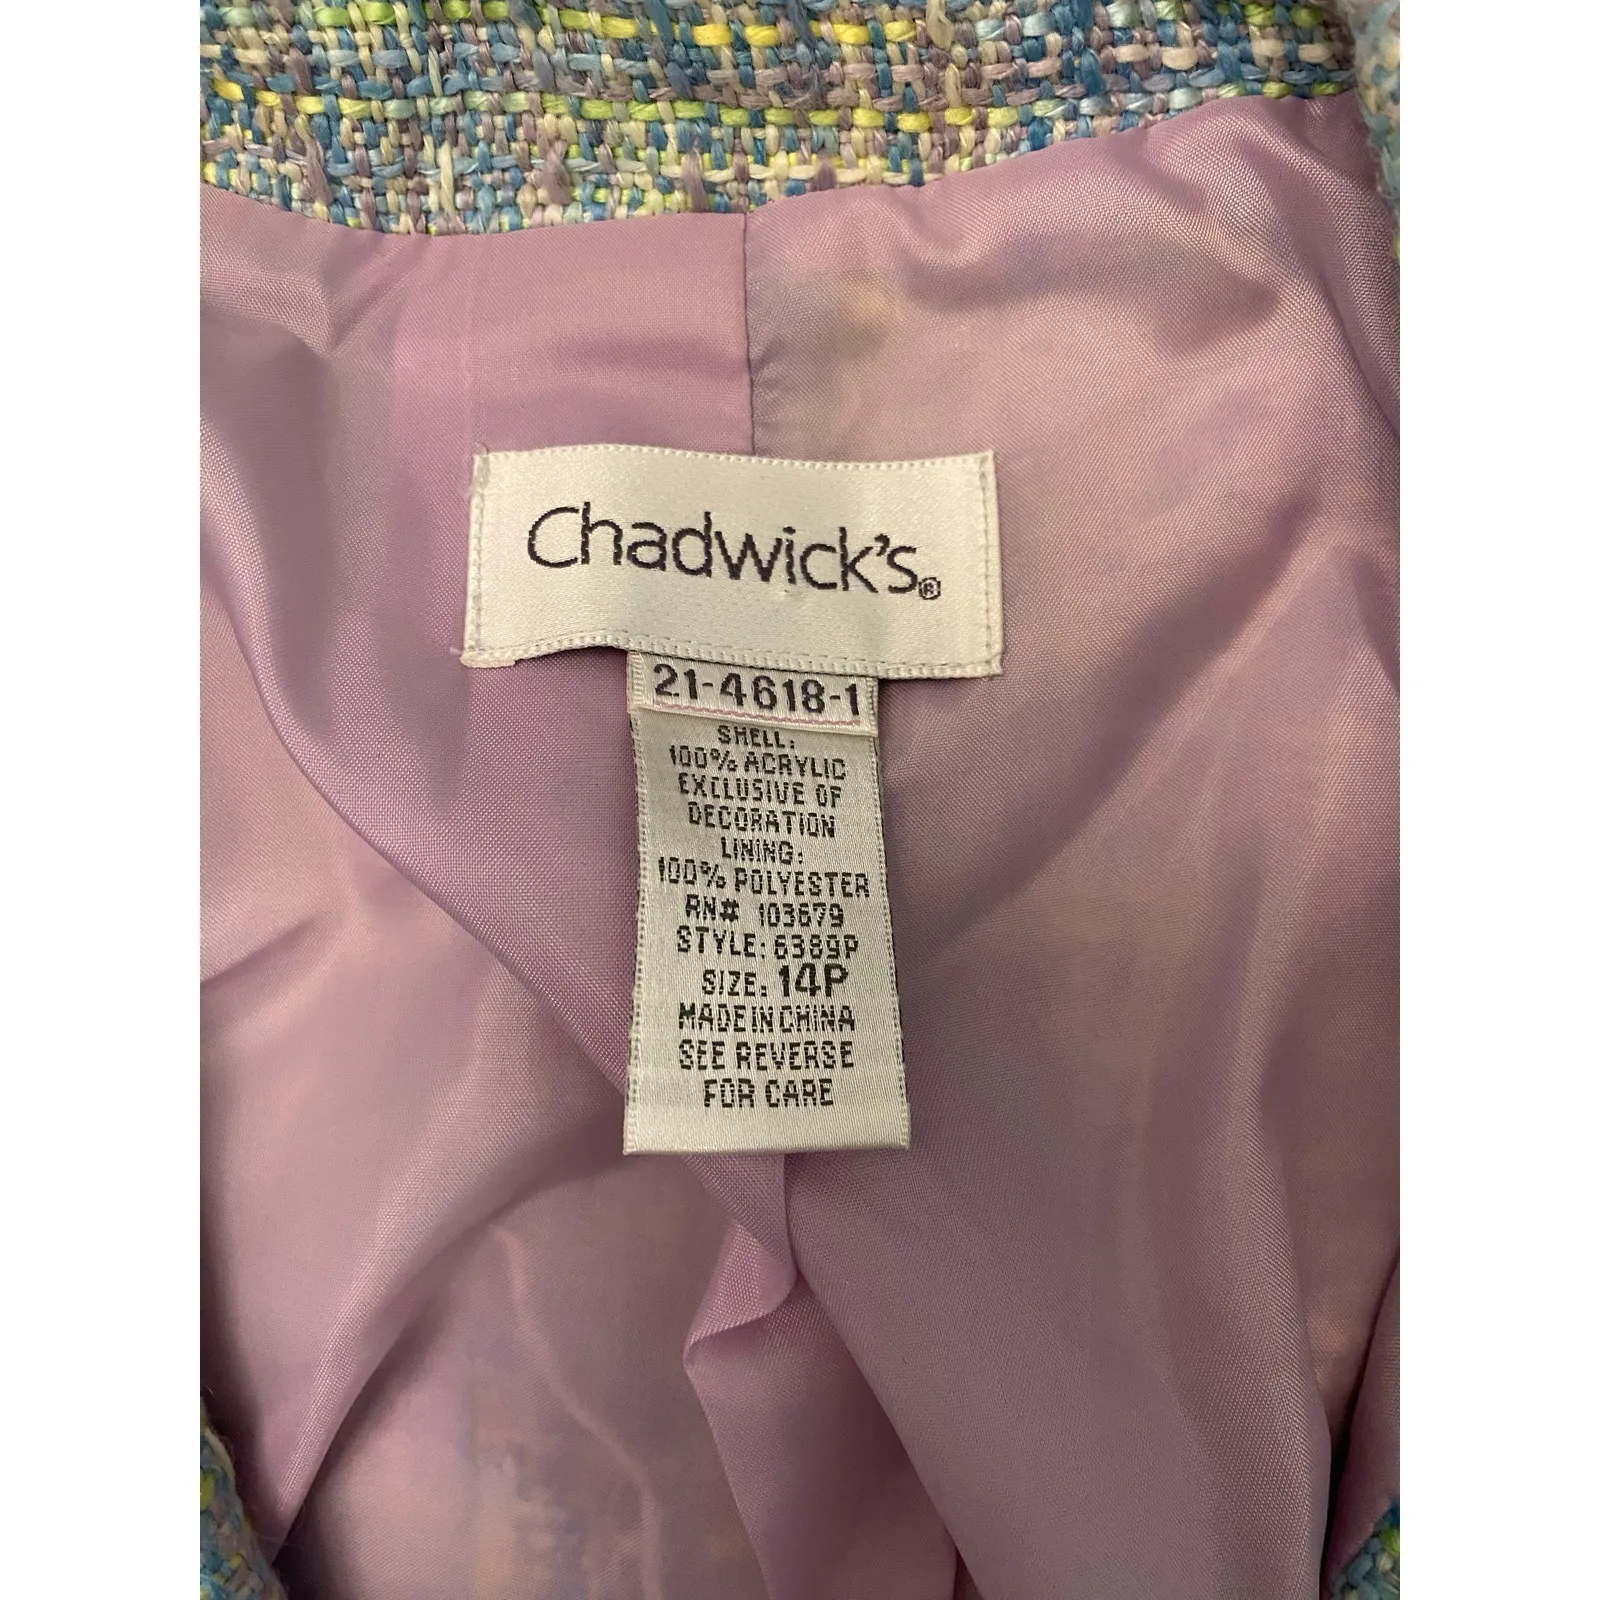 Chadwick's®
21-4618-1
SHELL:
100% ACRYLIC
EXCLUSIVE OF
DECORATION
LINING:
100% POLYESTER
RN# 103679
STYLE: 6389P
SIZE: 14P
MADE IN CHINA
SEE REVERSE
FOR CARE